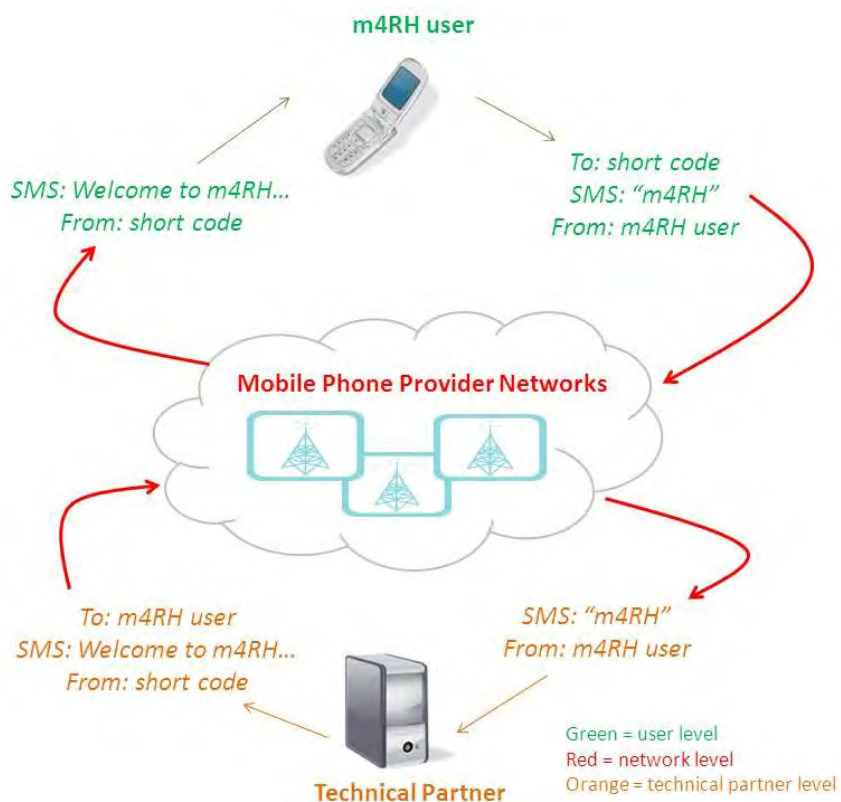 m4RH user
To: short code
SMS: “m4RH”
From: m4RH user
SMS: Welcome to m4RH…
From: short code
Mobile Phone Provider Networks
SMS: “m4RH”
From: m4RH user
To: m4RH user
SMS: Welcome to m4RH…
From: short code
Technical Partner
Green = user level
Red = network level
Orange = technical partner level